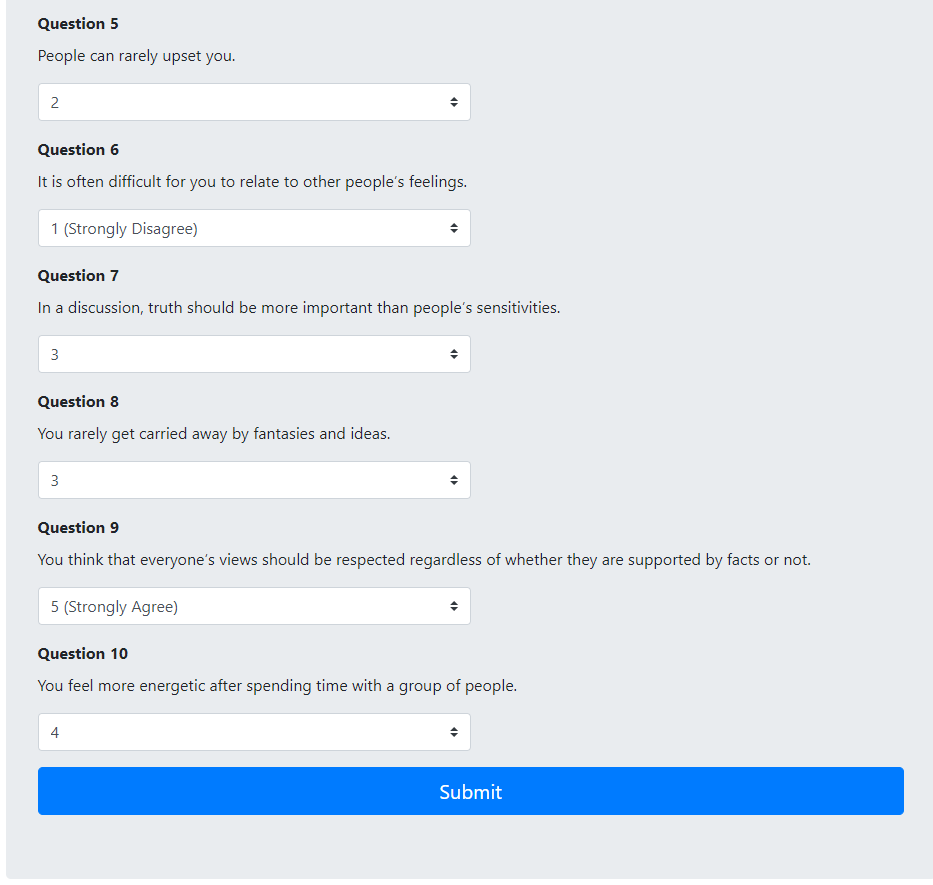 Question 5
People can rarely upset you.
2
Question 6
It is often difficult for you to relate to other people’s feelings.
1 (Strongly Disagree)
Question 7
In a discussion, truth should be more important than people’s sensitivities.
3
Question 8
You rarely get carried away by fantasies and ideas.
3
Question 9
You think that everyone’s views should be respected regardless of whether they are supported by facts or not.
5 (Strongly Agree)
Question 10
You feel more energetic after spending time with a group of people.
4
Submit